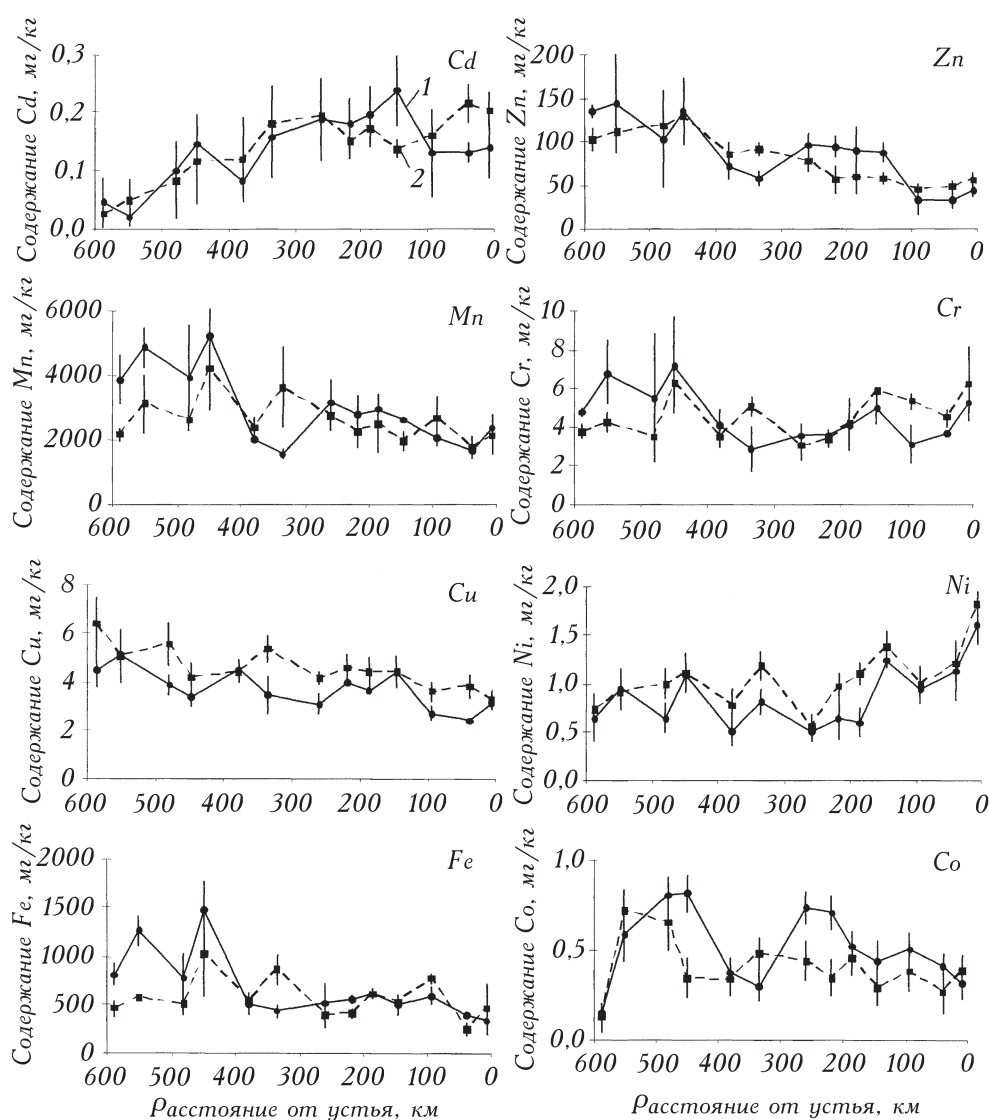 Содержание Cd, мг/кг
0,3
0,2
0,1
0,0
Cd
1
2
600 500 400 300 200 100 0
Содержание Zn, мг/кг
200
150
100
50
0
Zn
600 500 400 300 200 100 0
Содержание Mn, мг/кг
6000
4000
2000
0
Mn
600 500 400 300 200 100 0
Содержание Cr, мг/кг
10
8
6
4
2
0
Cr
600 500 400 300 200 100 0
Содержание Cu, мг/кг
8
6
4
2
0
Cu
600 500 400 300 200 100 0
Содержание Ni, мг/кг
2,0
1,5
1,0
0,5
0,0
Ni
600 500 400 300 200 100 0
Содержание Fe, мг/кг
2000
1500
1000
500
0
Fe
600 500 400 300 200 100 0
Расстояние от устья, км
Содержание Co, мг/кг
1,0
0,5
0,0
Co
600 500 400 300 200 100 0
Расстояние от устья, км